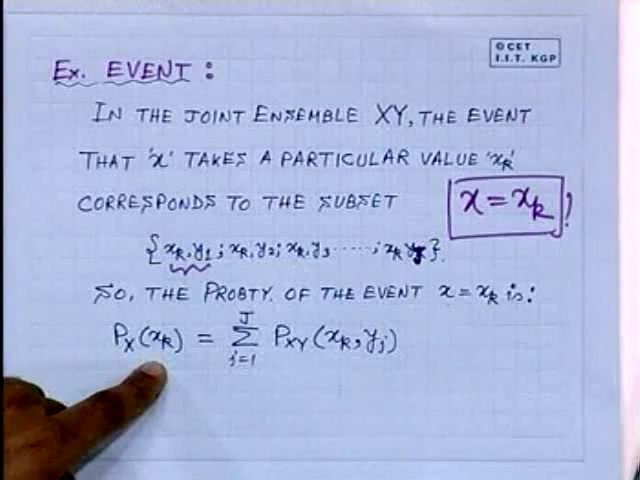 © CET
I.I.T. KGP
Ex. EVENT :
IN THE JOINT ENSEMBLE XY, THE EVENT
THAT 'x' TAKES A PARTICULAR VALUE 'xk'
CORRESPONDS TO THE SUBSET
x = xk !
{xk, y1 ; xk, y2 ; xk, y3 ..... ; xk yJ}.
SO, THE PROBTY OF THE EVENT x = xk is :
PX(xk) = J∑j=1 PXY(xk, yj)